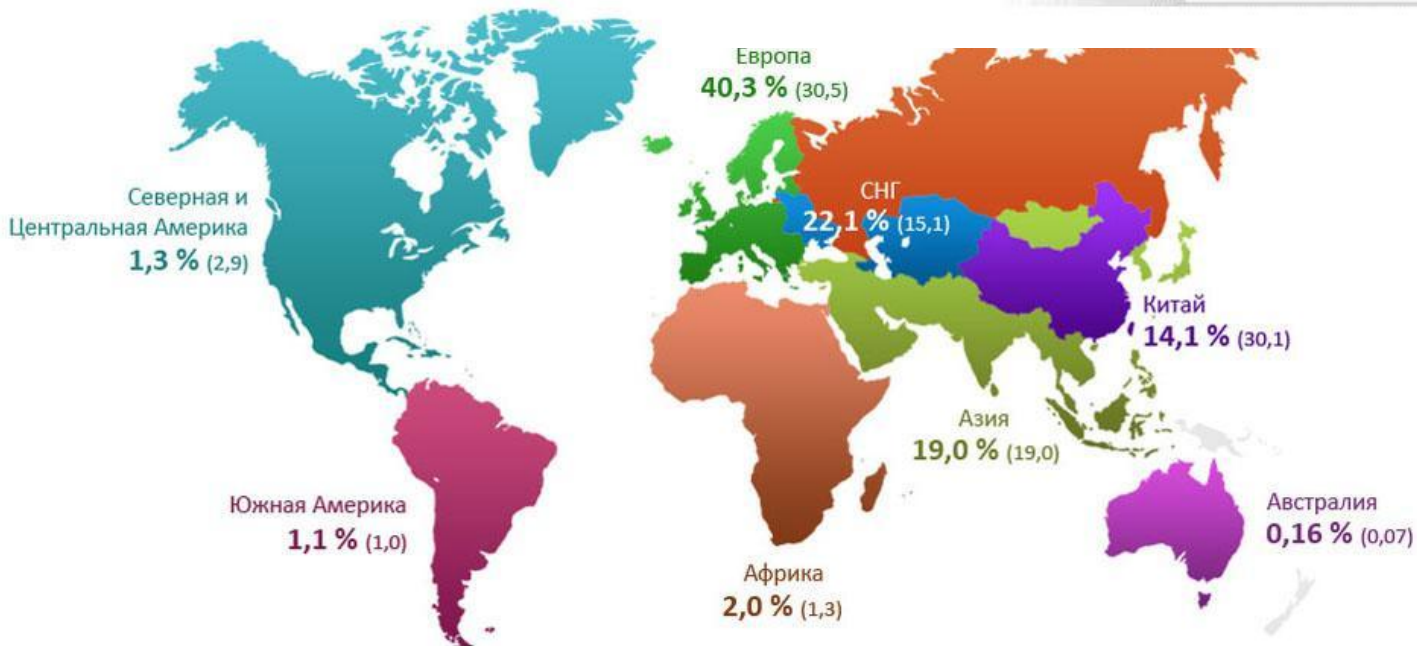 Европа
40,3 % (30,5)
Северная и
Центральная Америка
1,3 % (2,9)
СНГ
22,1 % (15,1)
Китай
14,1 % (30,1)
Азия
19,0 % (19,0)
Южная Америка
1,1 % (1,0)
Австралия
0,16 % (0,07)
Африка
2,0 % (1,3)